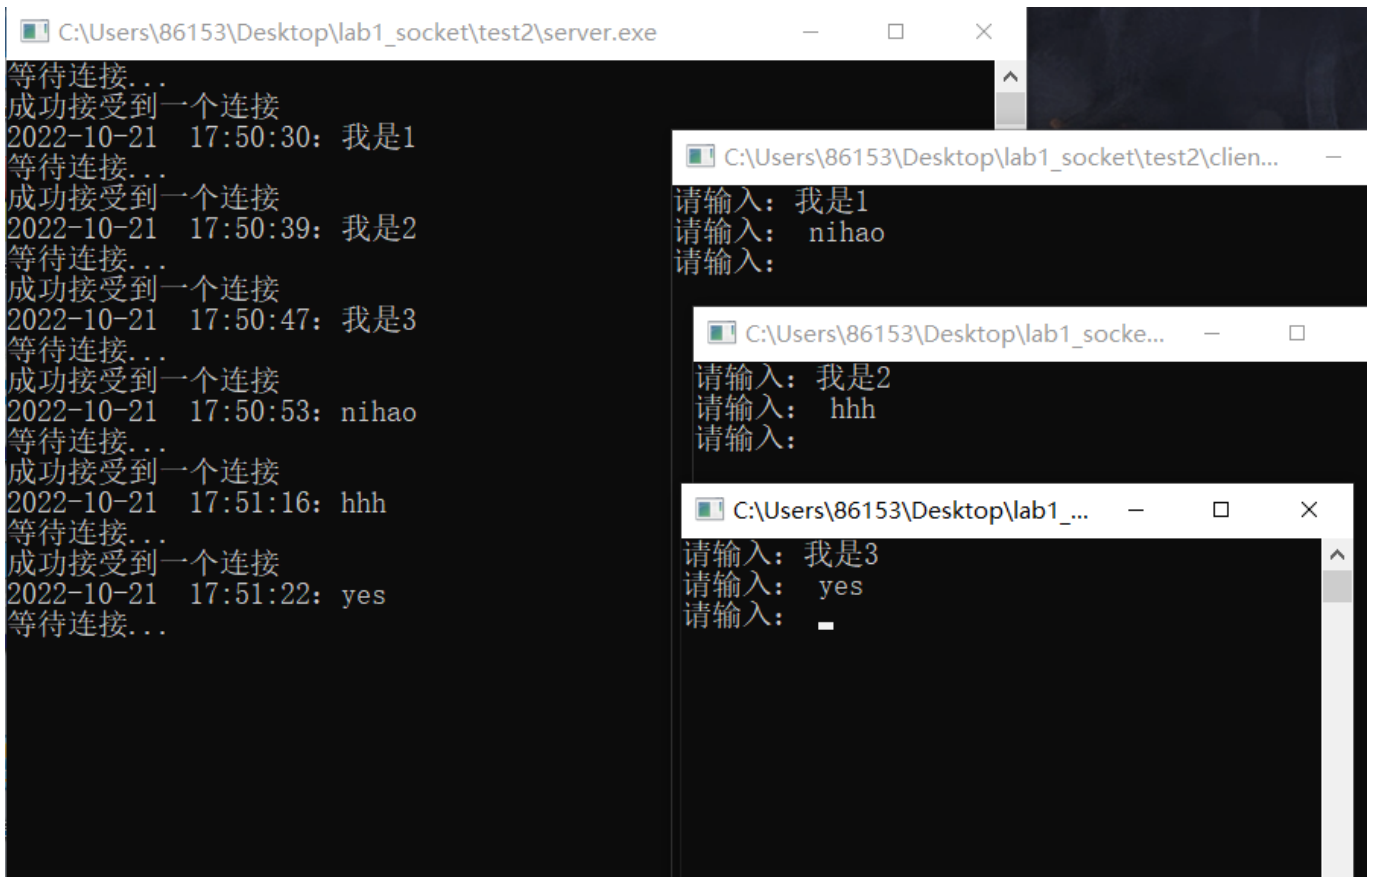 C:\Users\86153\Desktop\lab1_socket\test2\server.exe
等待连接...
成功接受到一个连接
2022-10-21  17:50:30：我是1
等待连接...
成功接受到一个连接
2022-10-21  17:50:39：我是2
等待连接...
成功接受到一个连接
2022-10-21  17:50:47：我是3
等待连接...
成功接受到一个连接
2022-10-21  17:50:53：nihao
等待连接...
成功接受到一个连接
2022-10-21  17:51:16：hhh
等待连接...
成功接受到一个连接
2022-10-21  17:51:22：yes
等待连接...
C:\Users\86153\Desktop\lab1_socket\test2\clien...
请输入：我是1
请输入： nihao
请输入：
C:\Users\86153\Desktop\lab1_socke...
请输入：我是2
请输入： hhh
请输入：
C:\Users\86153\Desktop\lab1_...
请输入：我是3
请输入： yes
请输入：